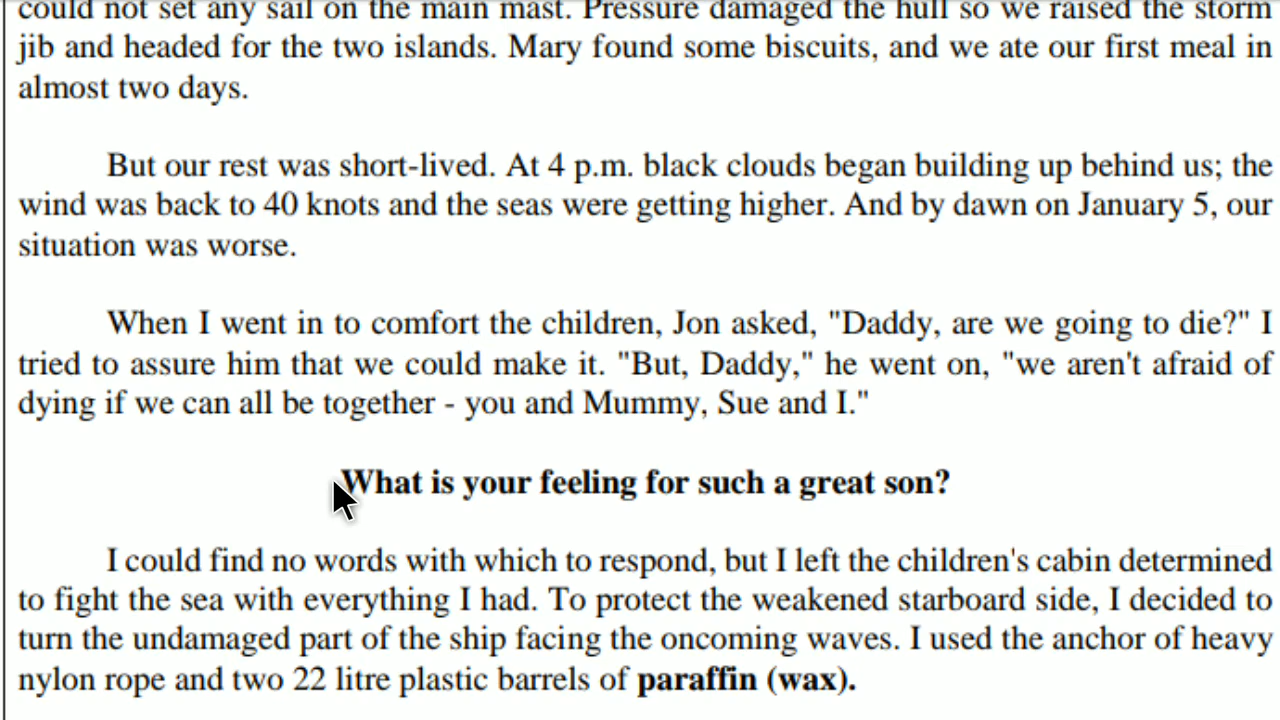 could not set any sail on the main mast. Pressure damaged the hull so we raised the storm
jib and headed for the two islands. Mary found some biscuits, and we ate our first meal in
almost two days.
But our rest was short-lived. At 4 p.m. black clouds began building up behind us; the
wind was back to 40 knots and the seas were getting higher. And by dawn on January 5, our
situation was worse.
When I went in to comfort the children, Jon asked, "Daddy, are we going to die?" I
tried to assure him that we could make it. "But, Daddy," he went on, "we aren't afraid of
dying if we can all be together - you and Mummy, Sue and I."
What is your feeling for such a great son?
I could find no words with which to respond, but I left the children's cabin determined
to fight the sea with everything I had. To protect the weakened starboard side, I decided to
turn the undamaged part of the ship facing the oncoming waves. I used the anchor of heavy
nylon rope and two 22 litre plastic barrels of paraffin (wax).